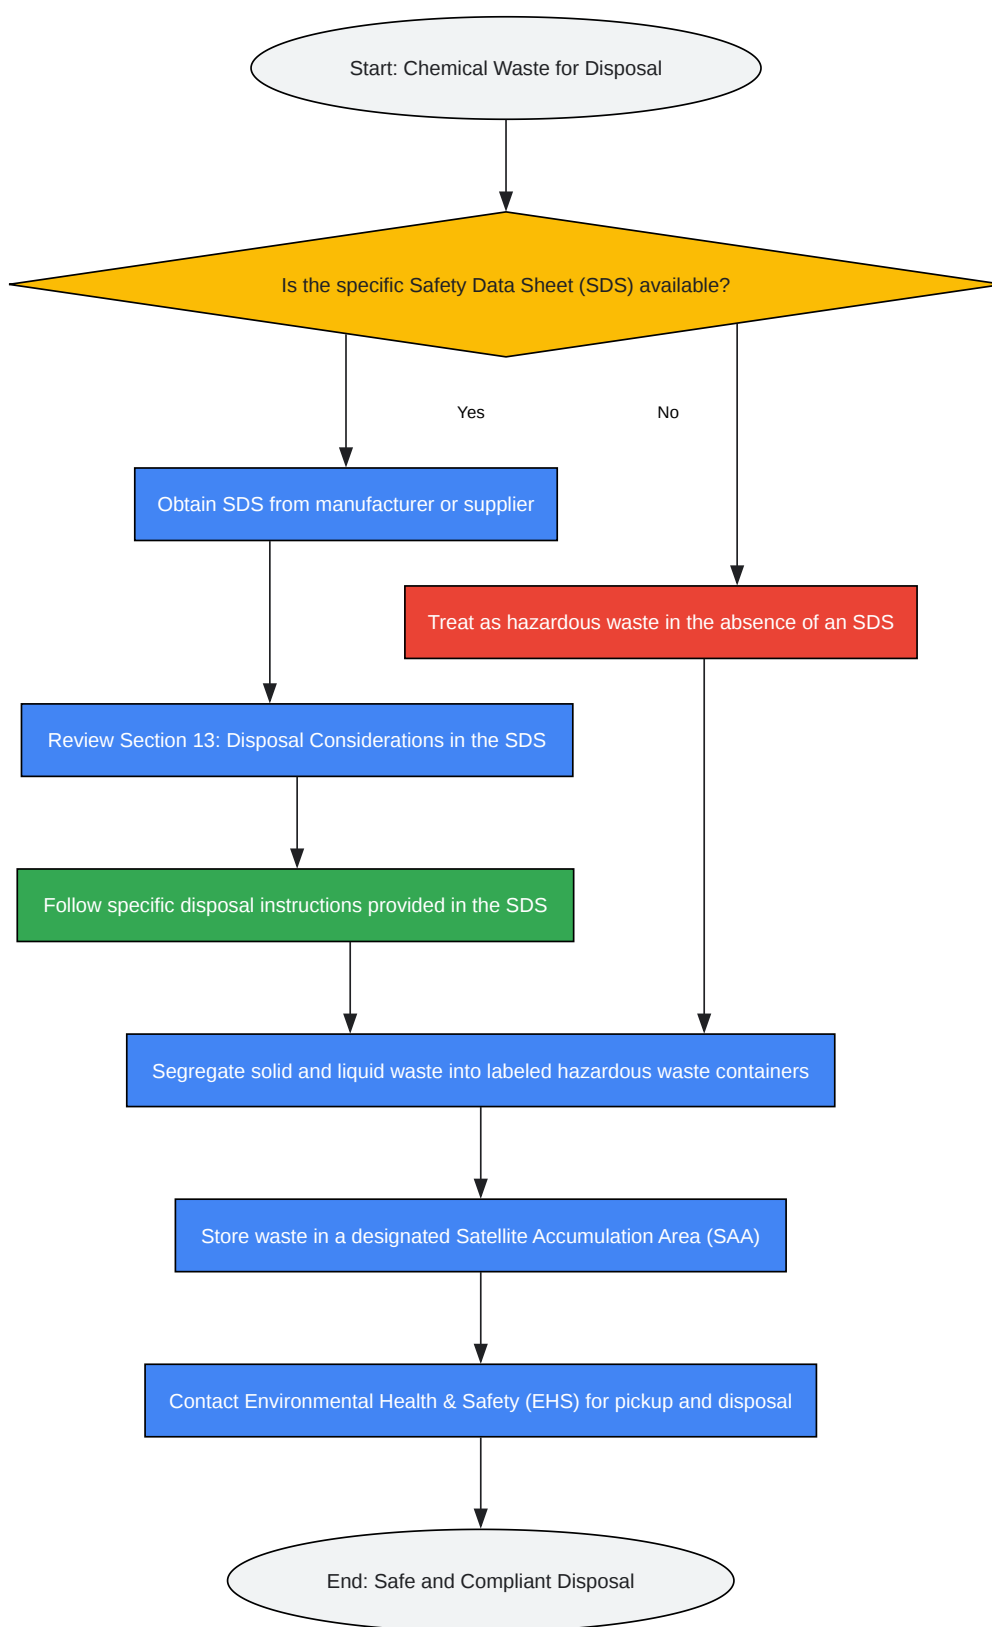 Start: Chemical Waste for Disposal
Is the specific Safety Data Sheet (SDS) available?
Yes
No
Obtain SDS from manufacturer or supplier
Treat as hazardous waste in the absence of an SDS
Review Section 13: Disposal Considerations in the SDS
Follow specific disposal instructions provided in the SDS
Segregate solid and liquid waste into labeled hazardous waste containers
Store waste in a designated Satellite Accumulation Area (SAA)
Contact Environmental Health & Safety (EHS) for pickup and disposal
End: Safe and Compliant Disposal